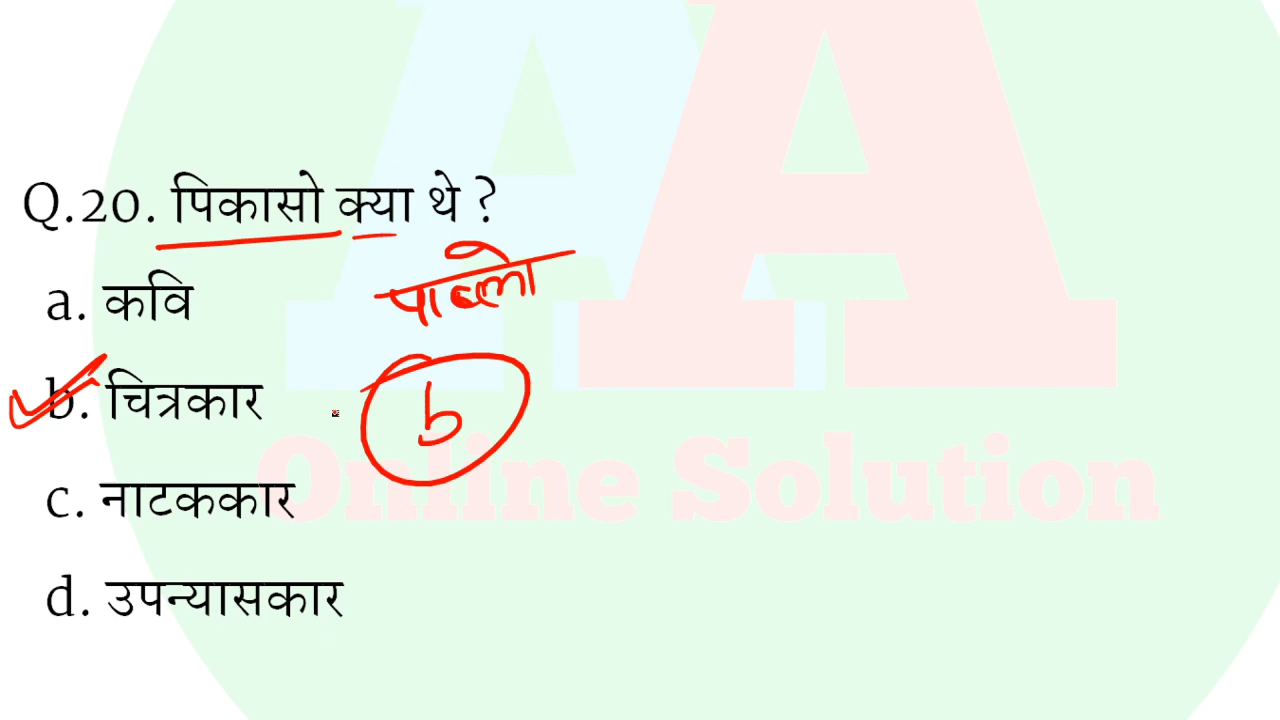 Q.20. पिकासो क्या थे ?
a. कवि
पाब्लो
b. चित्रकार
b
c. नाटककार
d. उपन्यासकार
AA
Online Solution